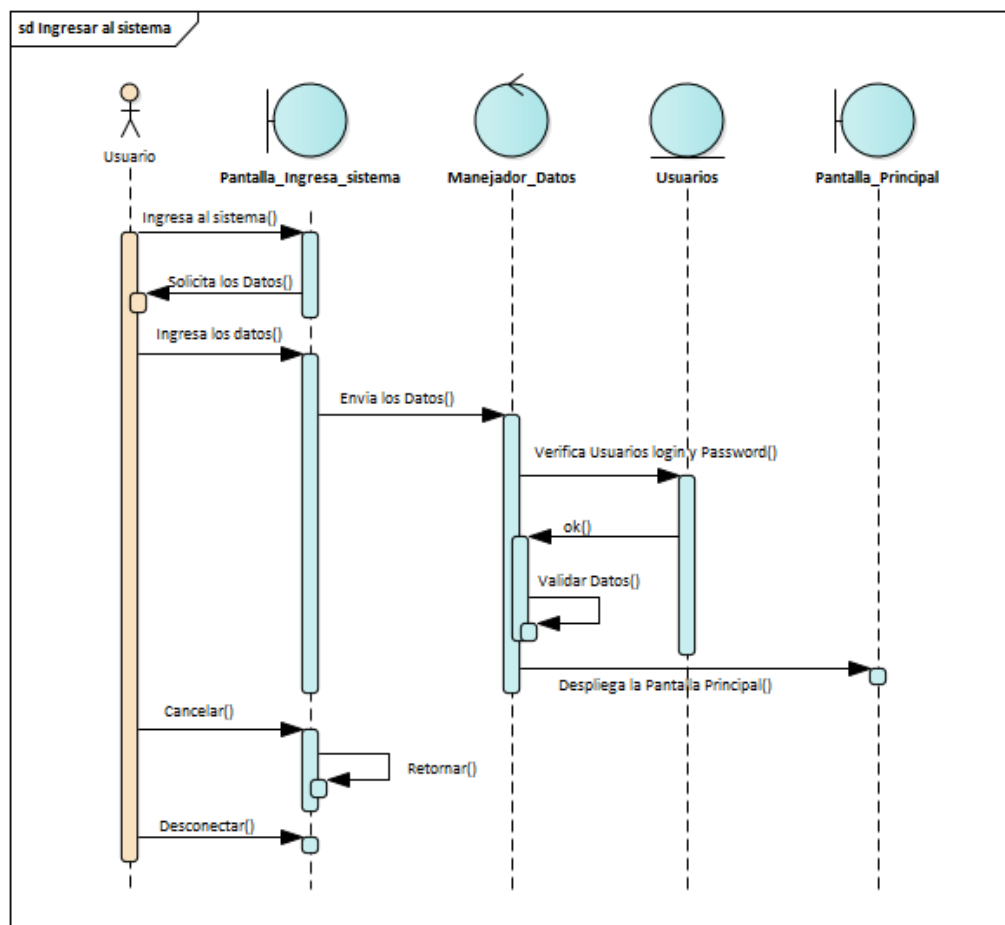 sd Ingresar al sistema
Usuario
Pantalla_Ingresa_sistema
Manejador_Datos
Usuarios
Pantalla_Principal
Ingresa al sistema()
Solicita los Datos()
Ingresa los datos()
Envia los Datos()
Verifica Usuarios login y Password()
ok()
Validar Datos()
Despliega la Pantalla Principal()
Cancelar()
Retornar()
Desconectar()